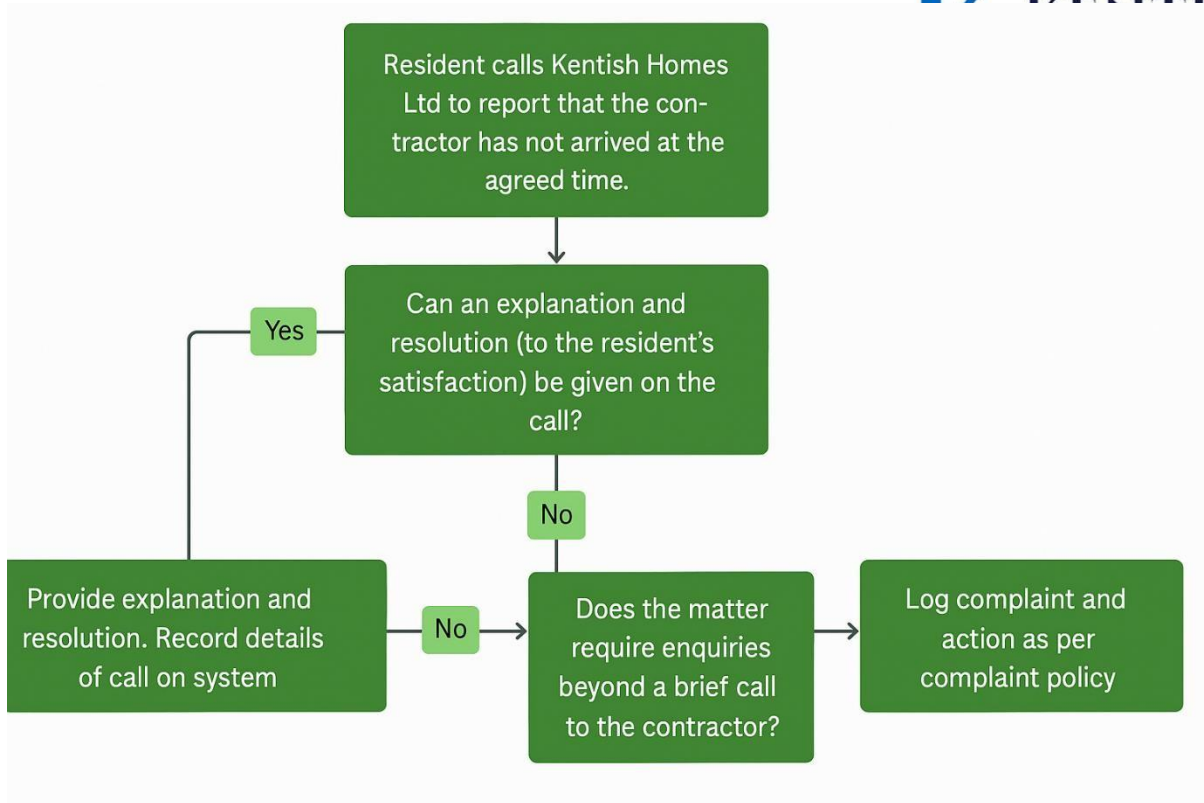 Resident calls Kentish Homes
Ltd to report that the con-
tractor has not arrived at the
agreed time.
Can an explanation and
resolution (to the resident's
satisfaction) be given on the
call?
Yes
No
Provide explanation and
resolution. Record details
of call on system
No
Does the matter
require enquiries
beyond a brief call
to the contractor?
Log complaint and
action as per
complaint policy